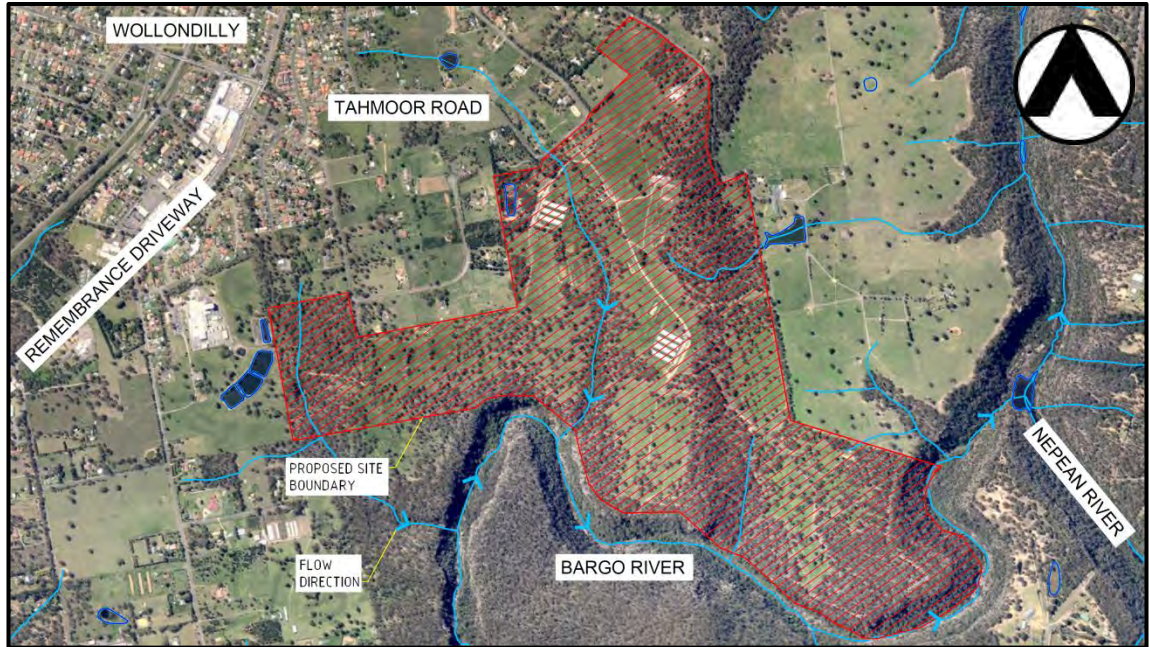 WOLLONDILLY
TAHMOOR ROAD
REMEMBRANCE DRIVEWAY
PROPOSED SITE
BOUNDARY
FLOW
DIRECTION
BARGO RIVER
NEPEAN RIVER